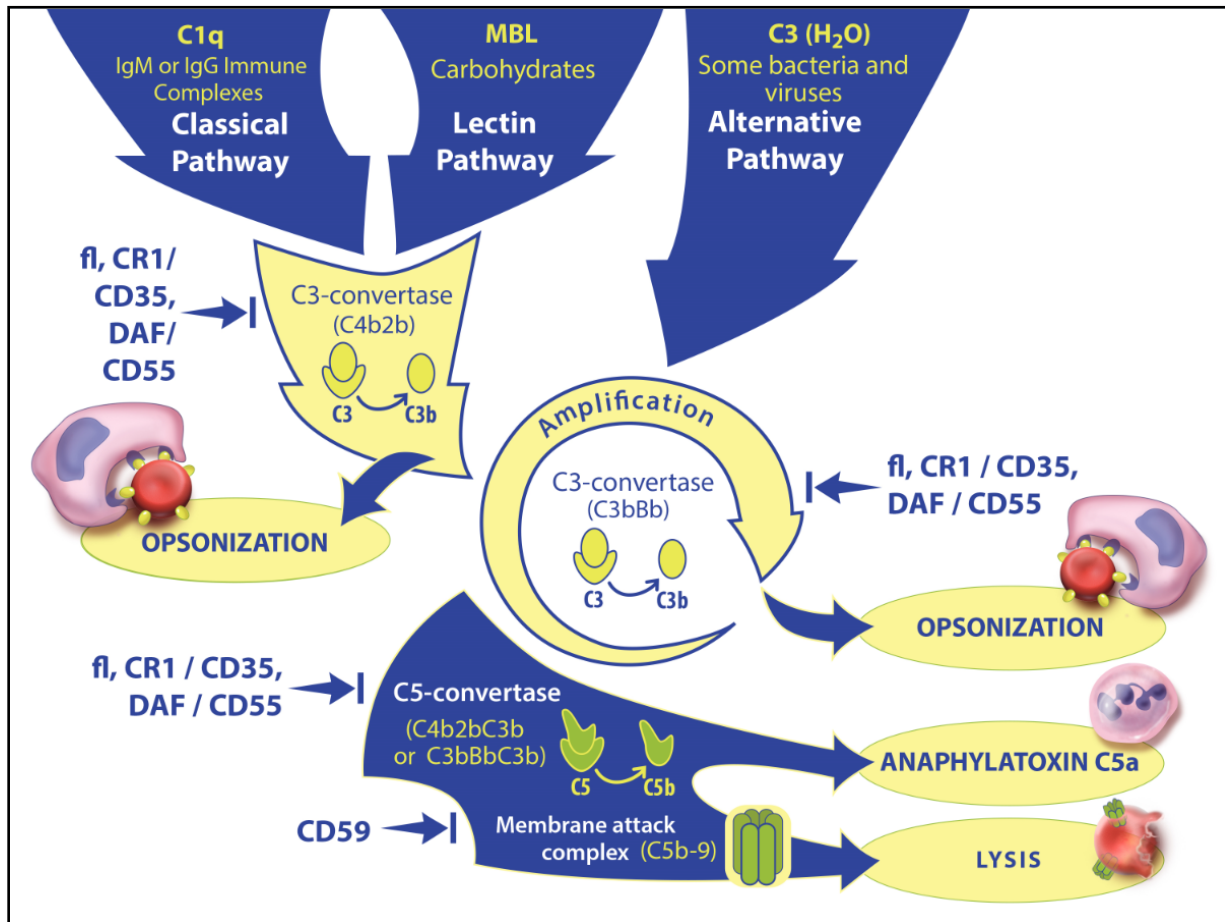 C1q
IgM or IgG Immune
Complexes
Classical
Pathway
MBL
Carbohydrates
Lectin
Pathway
C3 (H₂O)
Some bacteria and
viruses
Alternative
Pathway
fI, CR1/
CD35,
DAF/
CD55
C3-convertase
(C4b2b)
C3
C3b
OPSONIZATION
Amplification
C3-convertase
(C3bBb)
C3
C3b
fI, CR1 / CD35,
DAF / CD55
OPSONIZATION
fI, CR1 / CD35,
DAF / CD55
C5-convertase
(C4b2bC3b
or C3bBbC3b)
C5
C5b
ANAPHYLATOXIN C5a
CD59
Membrane attack
complex (C5b-9)
LYSIS